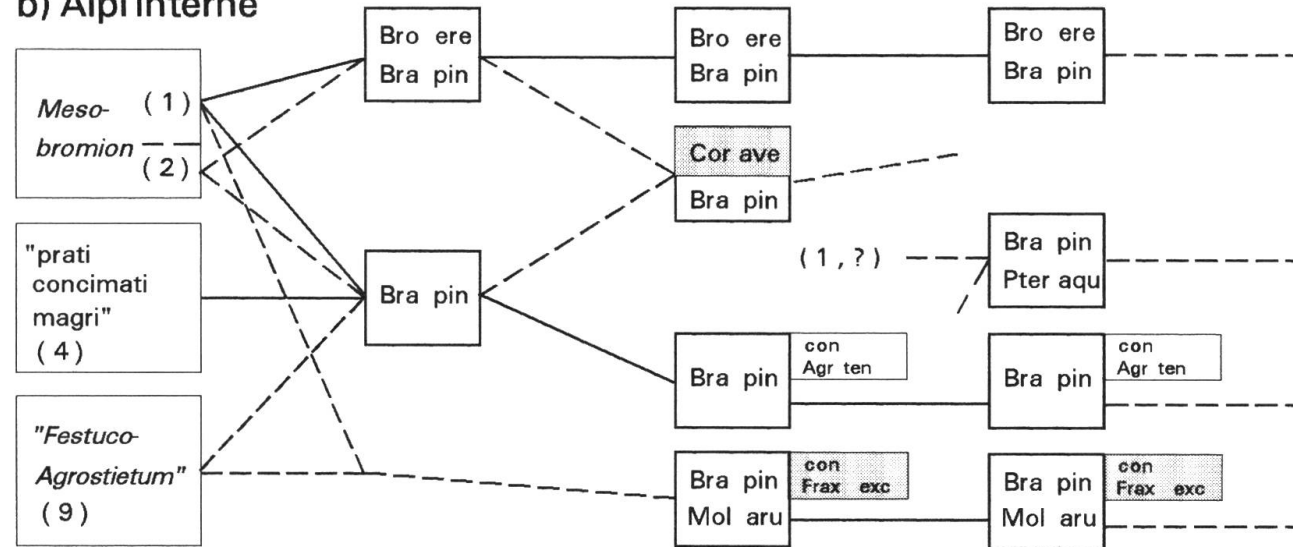 b) Alpi interne
Meso- (1)
bromion
(2)
"prati
concimati
magri"
(4)
"Festuco-
Agrostietum"
(9)
Bro ere
Bra pin
Bra pin
Bro ere
Bra pin
Cor ave
Bra pin
(1,?)
Bra pin
con
Agr ten
Bra pin
Mol aru
con
Frax exc
Bro ere
Bra pin
Bra pin
Pter aqu
Bra pin
con
Agr ten
Bra pin
Mol aru
con
Frax exc